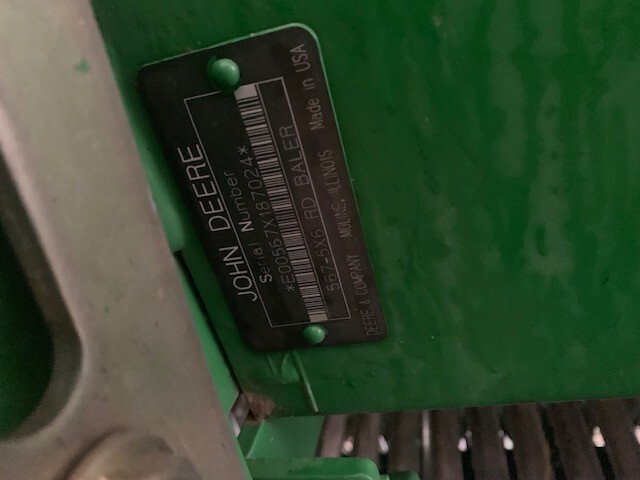 JOHN DEERE
Serial Number
*E00567X187024*
567-5X6 RD BALER
DEERE & COMPANY MOLINE, ILLINOIS Made in USA